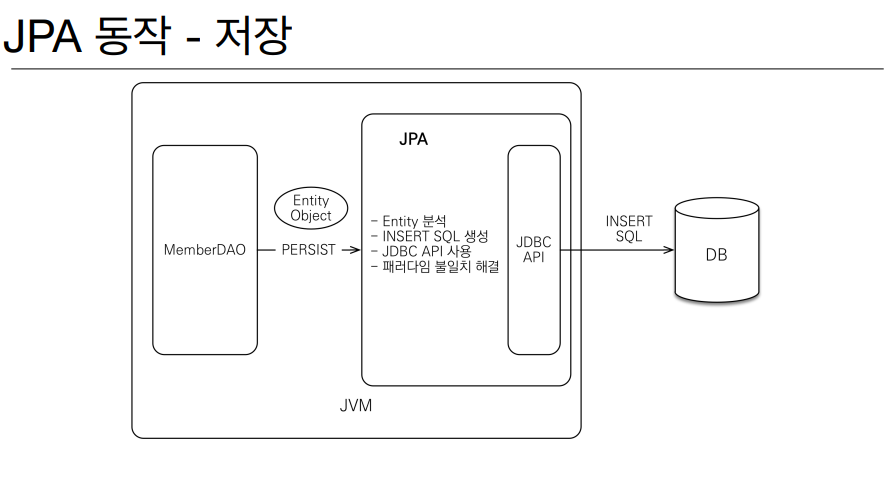 JPA 동작 - 저장
JPA
Entity
Object
MemberDAO
PERSIST
- Entity 분석
- INSERT SQL 생성
- JDBC API 사용
- 패러다임 불일치 해결
JDBC
API
INSERT
SQL
DB
JVM